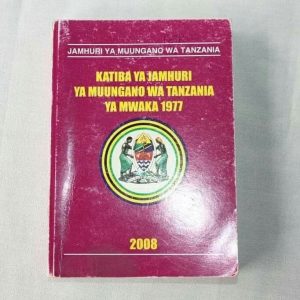 JAMHURI YA MUUNGANO WA TANZANIA
KATIBA YA JAMHURI
YA MUUNGANO WA TANZANIA
YA MWAKA 1977
2008